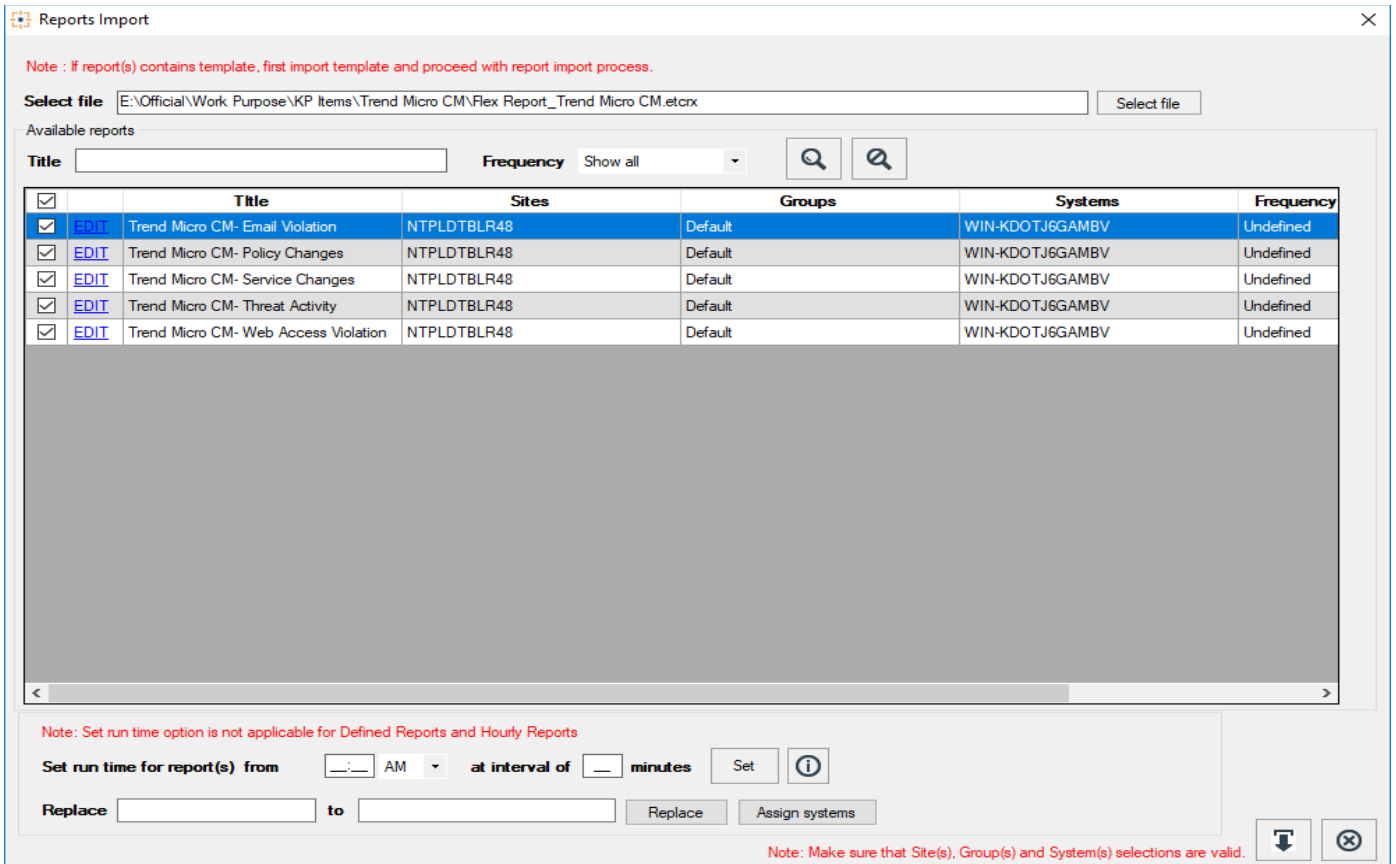 Reports Import
Note : If report(s) contains template, first import template and proceed with report import process.
Select file E:\Official\Work Purpose\KP Items\Trend Micro CM\Flex Report_Trend Micro CM.etcrx Select file
Available reports
Title Frequency Show all
Title Sites Groups Systems Frequency
EDIT Trend Micro CM- Email Violation NTPLDTBLR48 Default WIN-KDOTJ6GAMBV Undefined
EDIT Trend Micro CM- Policy Changes NTPLDTBLR48 Default WIN-KDOTJ6GAMBV Undefined
EDIT Trend Micro CM- Service Changes NTPLDTBLR48 Default WIN-KDOTJ6GAMBV Undefined
EDIT Trend Micro CM- Threat Activity NTPLDTBLR48 Default WIN-KDOTJ6GAMBV Undefined
EDIT Trend Micro CM- Web Access Violation NTPLDTBLR48 Default WIN-KDOTJ6GAMBV Undefined
Note: Set run time option is not applicable for Defined Reports and Hourly Reports
Set run time for report(s) from __:__ AM at interval of __ minutes Set
Replace to Replace Assign systems
Note: Make sure that Site(s), Group(s) and System(s) selections are valid.